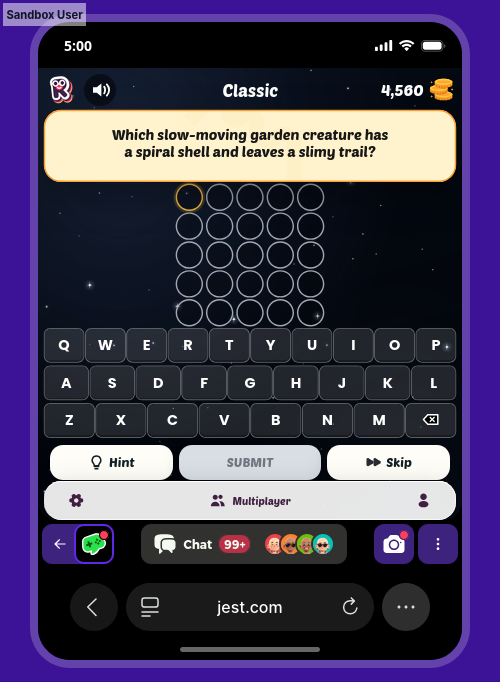 Sandbox User
5:00
Classic
4,560
Which slow-moving garden creature has
a spiral shell and leaves a slimy trail?
Q W E R T Y U I O P
A S D F G H J K L
Z X C V B N M
Hint SUBMIT Skip
Multiplayer
Chat 99+
jest.com